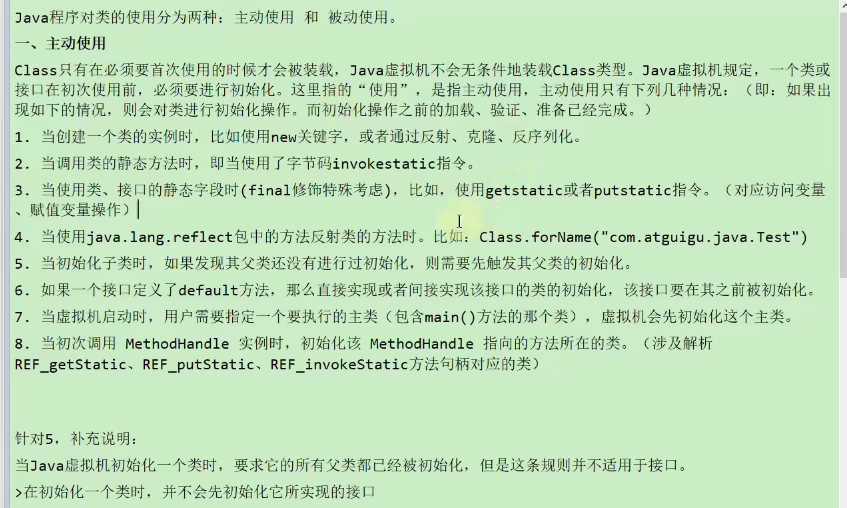 Java程序对类的使用分为两种：主动使用 和 被动使用。
一、主动使用
Class只有在必须要首次使用的时候才会被装载，Java虚拟机不会无条件地装载Class类型。Java虚拟机规定，一个类或
接口在初次使用前，必须要进行初始化。这里指的“使用”，是指主动使用，主动使用只有下列几种情况：（即：如果出
现如下的情况，则会对类进行初始化操作。而初始化操作之前的加载、验证、准备已经完成。）
1. 当创建一个类的实例时，比如使用new关键字，或者通过反射、克隆、反序列化。
2. 当调用类的静态方法时，即当使用了字节码invokestatic指令。
3. 当使用类、接口的静态字段时(final修饰特殊考虑)，比如，使用getstatic或者putstatic指令。（对应访问变量
、赋值变量操作）
4. 当使用java.lang.reflect包中的方法反射类的方法时。比如：Class.forName("com.atguigu.java.Test")
5. 当初始化子类时，如果发现其父类还没有进行过初始化，则需要先触发其父类的初始化。
6. 如果一个接口定义了default方法，那么直接实现或者间接实现该接口的类的初始化，该接口要在其之前被初始化。
7. 当虚拟机启动时，用户需要指定一个要执行的主类（包含main()方法的那个类），虚拟机会先初始化这个主类。
8. 当初次调用 MethodHandle 实例时，初始化该 MethodHandle 指向的方法所在的类。（涉及解析
REF_getStatic、REF_putStatic、REF_invokeStatic方法句柄对应的类）
针对5，补充说明：
当Java虚拟机初始化一个类时，要求它的所有父类都已经被初始化，但是这条规则并不适用于接口。
>在初始化一个类时，并不会先初始化它所实现的接口